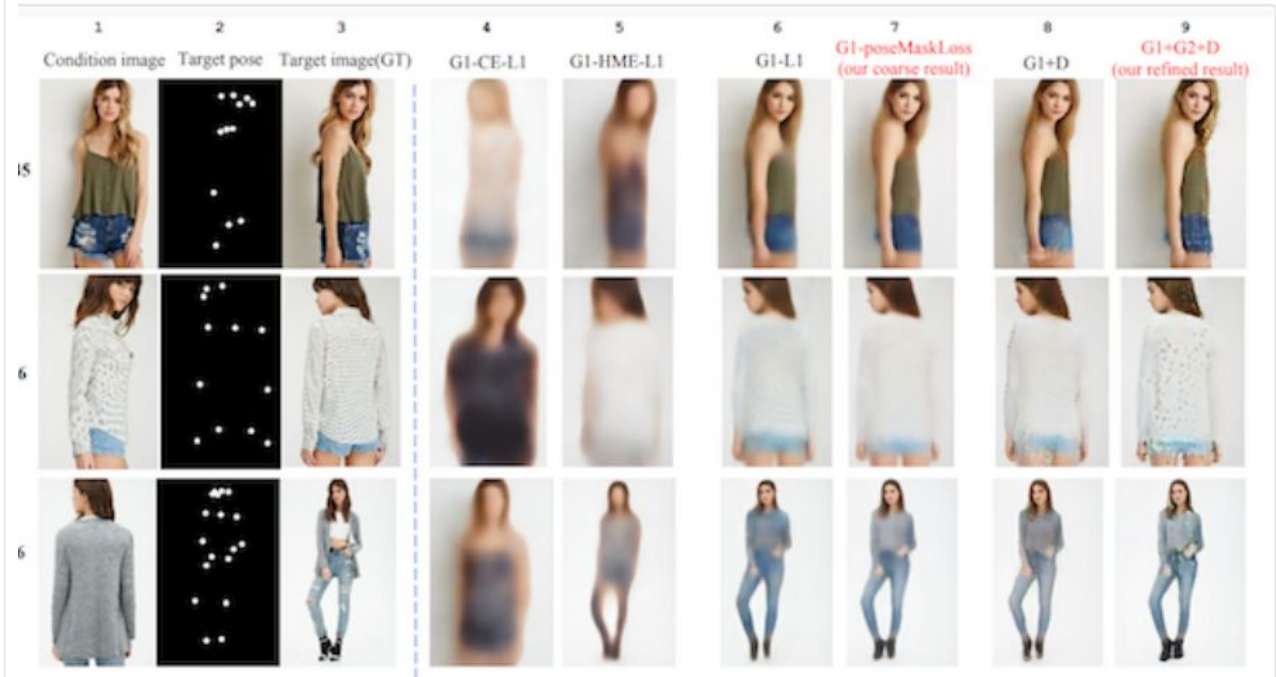 1 2 3 4 5 6 7 8 9
Condition image Target pose Target image(GT) G1-CE-L1 G1-HME-L1 G1-L1 G1-poseMaskLoss G1+D G1+G2+D
(our coarse result) (our refined result)
6
6